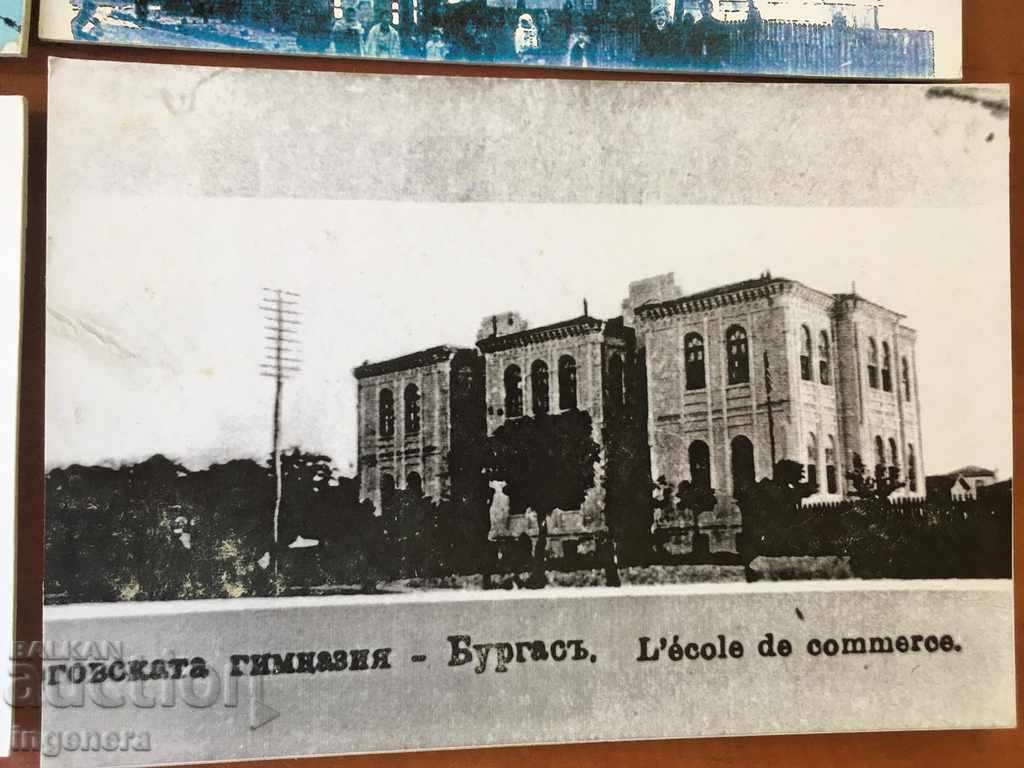 говската гимназия - Бургасъ. L'école de commerce.
BALKAN
auction
ingenera